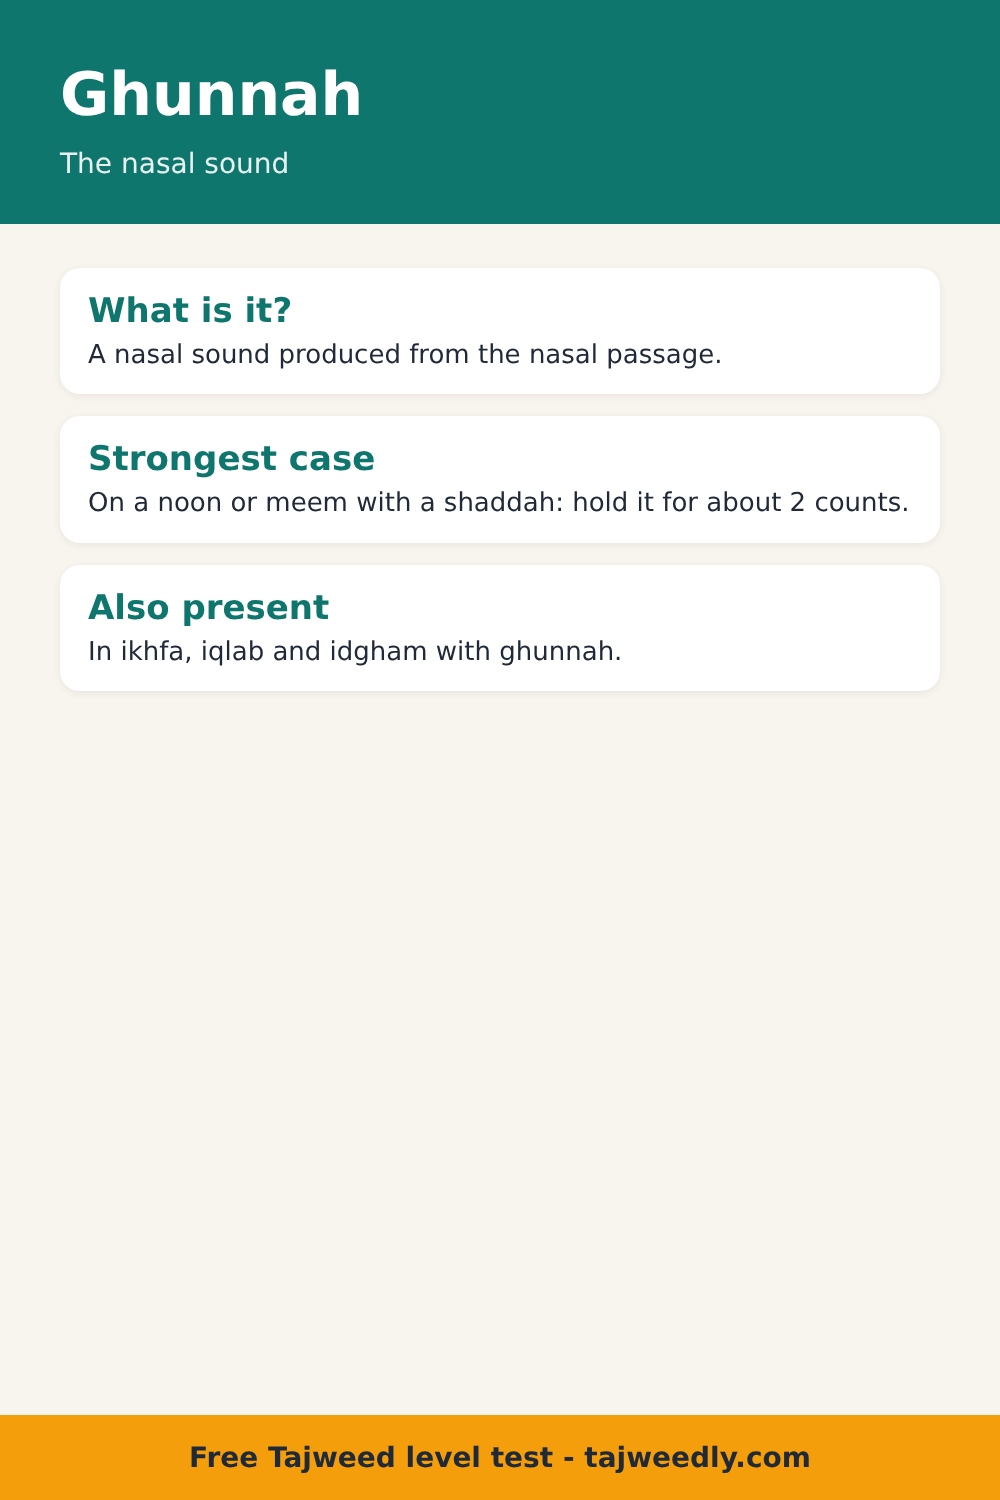 Ghunnah
The nasal sound
What is it?
A nasal sound produced from the nasal passage.
Strongest case
On a noon or meem with a shaddah: hold it for about 2 counts.
Also present
In ikhfa, iqlab and idgham with ghunnah.
Free Tajweed level test - tajweedly.com